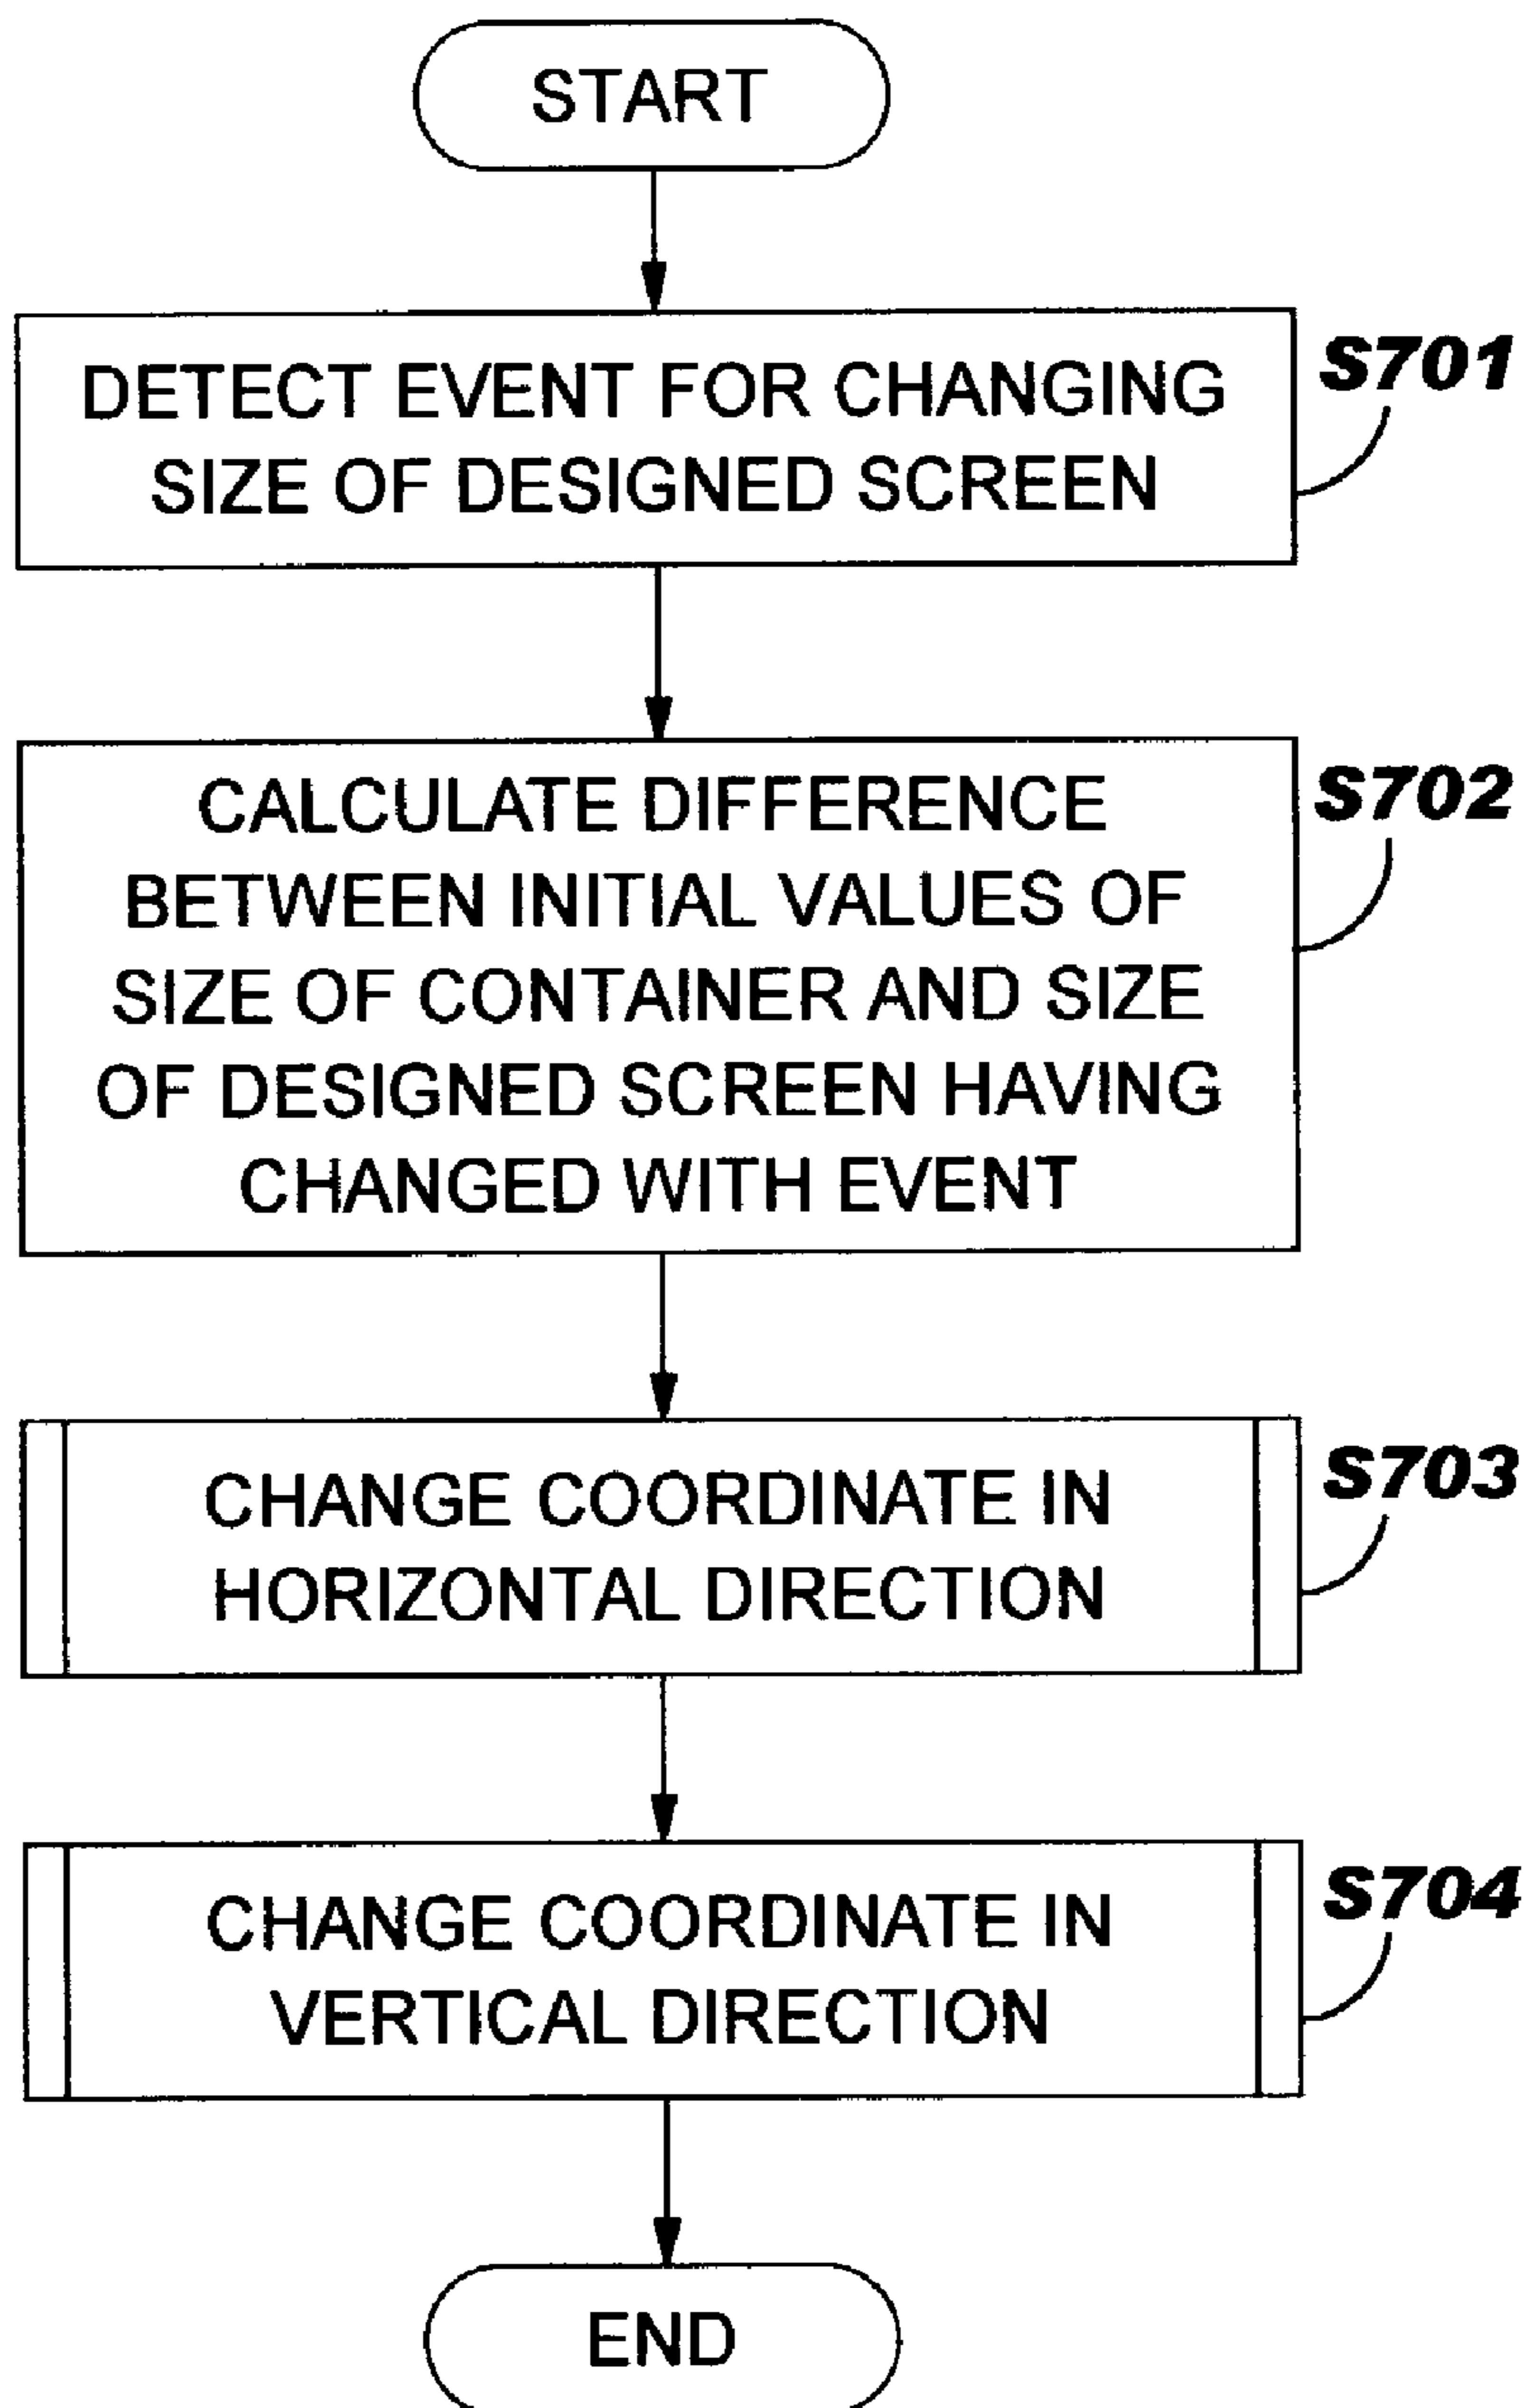 START
DETECT EVENT FOR CHANGING
SIZE OF DESIGNED SCREEN
S701
CALCULATE DIFFERENCE
BETWEEN INITIAL VALUES OF
SIZE OF CONTAINER AND SIZE
OF DESIGNED SCREEN HAVING
CHANGED WITH EVENT
S702
CHANGE COORDINATE IN
HORIZONTAL DIRECTION
S703
CHANGE COORDINATE IN
VERTICAL DIRECTION
S704
END